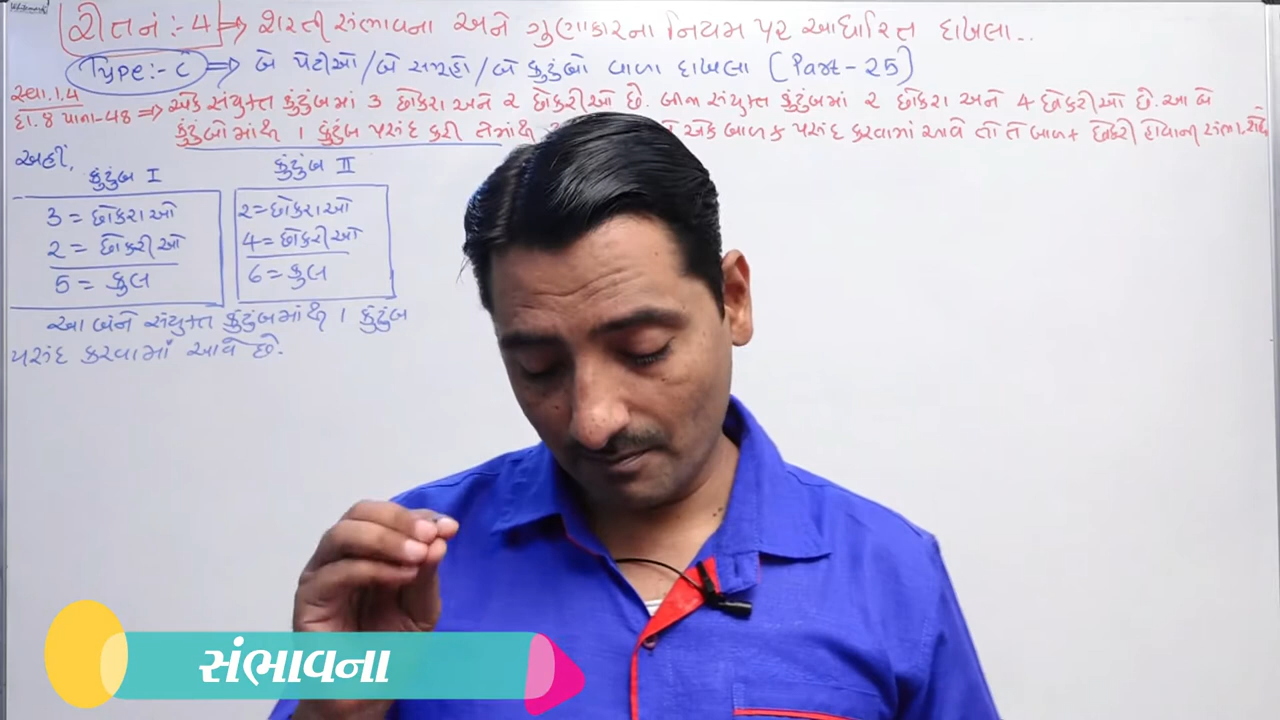 રીત નં :- 4 ⇒ શરતી સંભાવના અને ગુણાકારના નિયમ પર આધારિત દાખલા...
Type:- C ⇒ બે પેટીઓ/બે સમૂહો/બે કુટુંબો વાળા દાખલા (Part-25)
સ્વા.1.4
દા.8 પાના-48 ⇒ એક સંયુક્ત કુટુંબમાં 3 છોકરા અને 2 છોકરીઓ છે. બીજા સંયુક્ત કુટુંબમાં 2 છોકરા અને 4 છોકરીઓ છે. આ બે
કુટુંબોમાંથી 1 કુટુંબ પસંદ કરી તેમાંથી એક બાળક પસંદ કરવામાં આવે તો તે બાળક છોકરી હોવાની સંભા. શોધો
અહીં,
કુટુંબ I કુટુંબ II
3 = છોકરાઓ 2 = છોકરાઓ
2 = છોકરીઓ 4 = છોકરીઓ
5 = કુલ 6 = કુલ
આ બંને સંયુક્ત કુટુંબમાંથી 1 કુટુંબ
પસંદ કરવામાં આવે છે.
સંભાવના